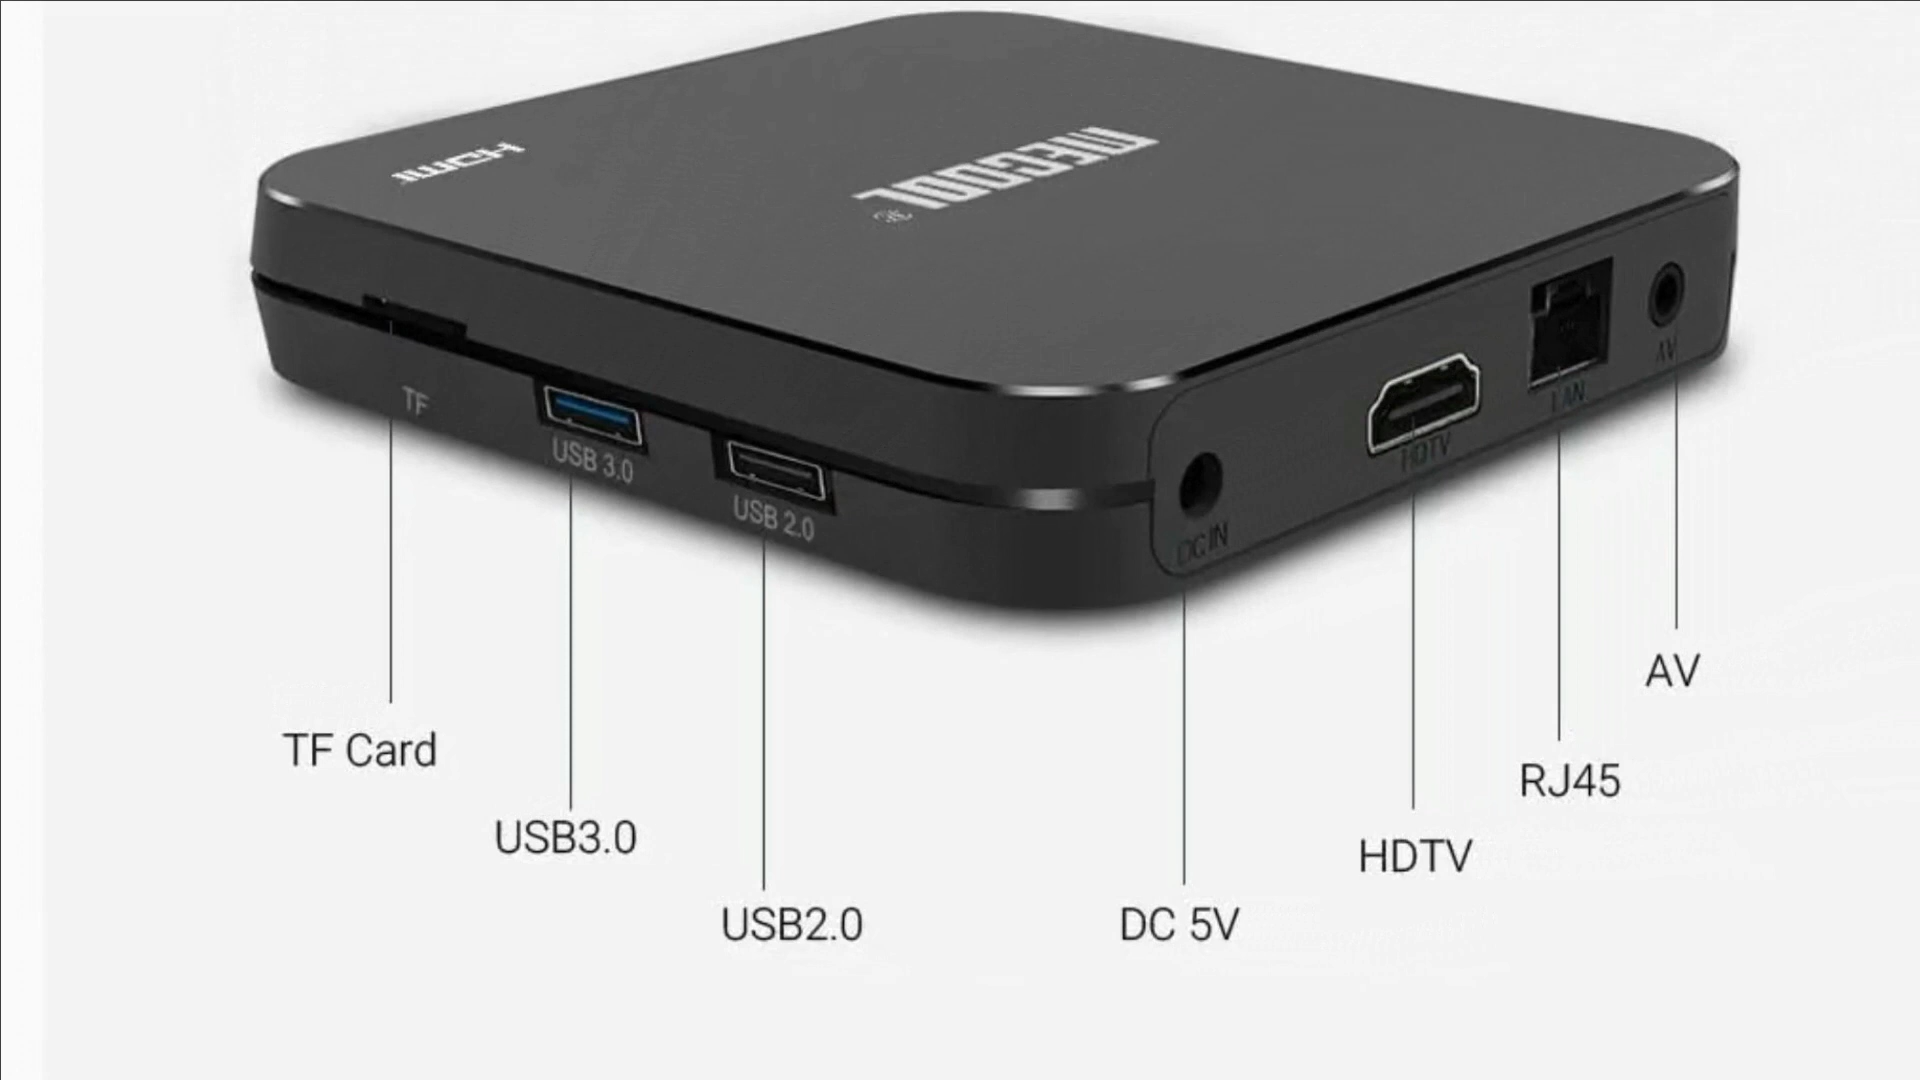 HDMI
MECOOL
TF
USB 3.0
USB 2.0
DC IN
HDTV
LAN
AV
TF Card
USB3.0
USB2.0
DC 5V
HDTV
RJ45
AV